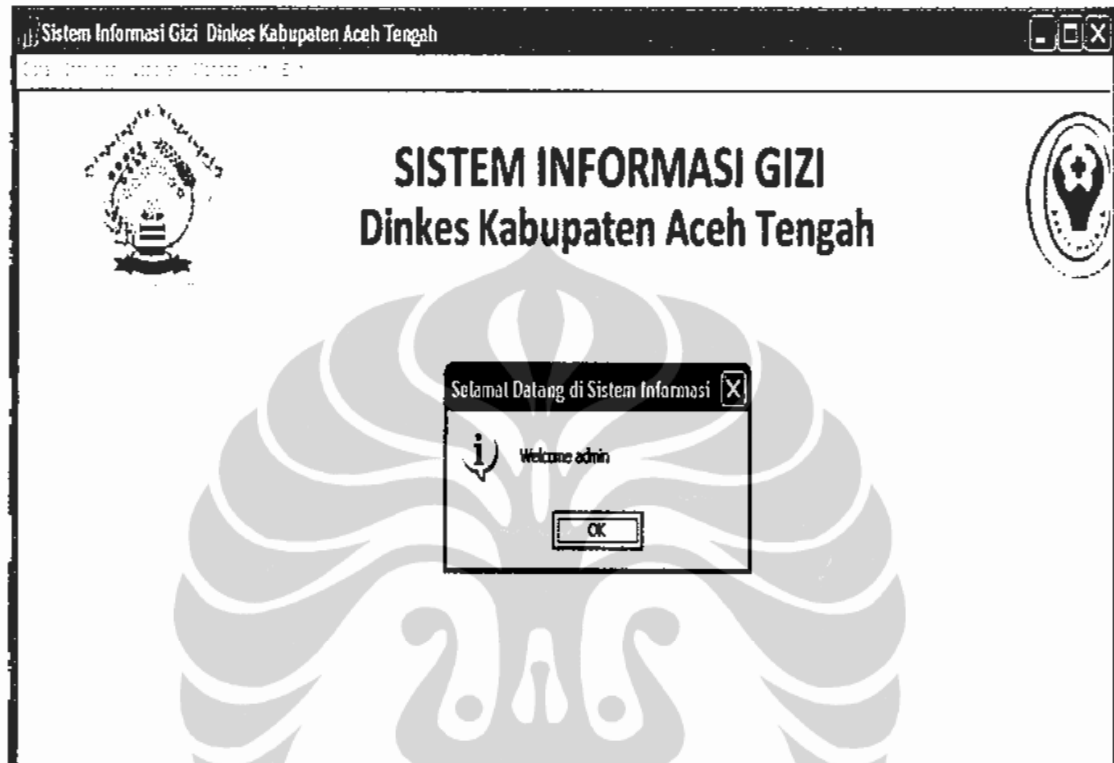 Sistem Informasi Gizi Dinkes Kabupaten Aceh Tengah
SISTEM INFORMASI GIZI
Dinkes Kabupaten Aceh Tengah
Selamat Datang di Sistem Informasi
Welcome admin
OK